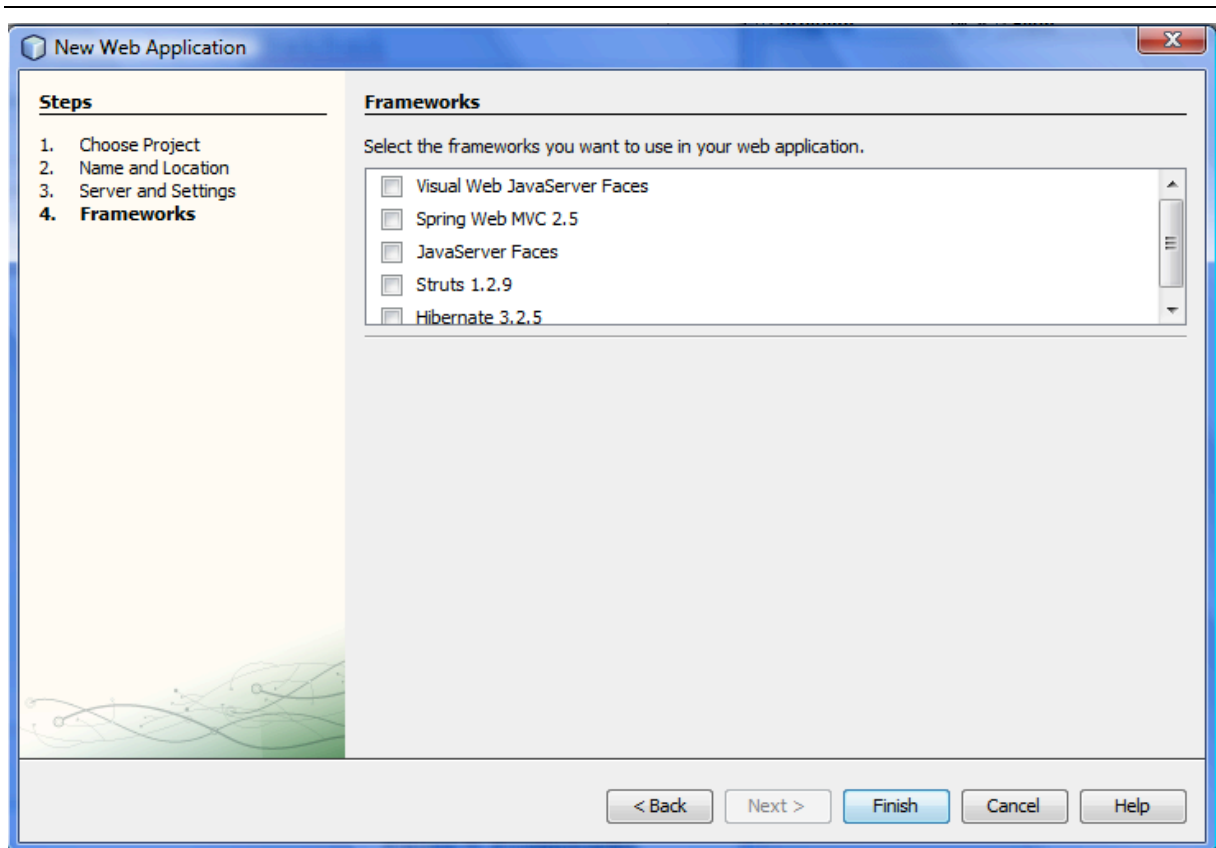 New Web Application
Steps
1. Choose Project
2. Name and Location
3. Server and Settings
4. Frameworks
Frameworks
Select the frameworks you want to use in your web application.
Visual Web JavaServer Faces
Spring Web MVC 2.5
JavaServer Faces
Struts 1.2.9
Hibernate 3.2.5
< Back Next > Finish Cancel Help